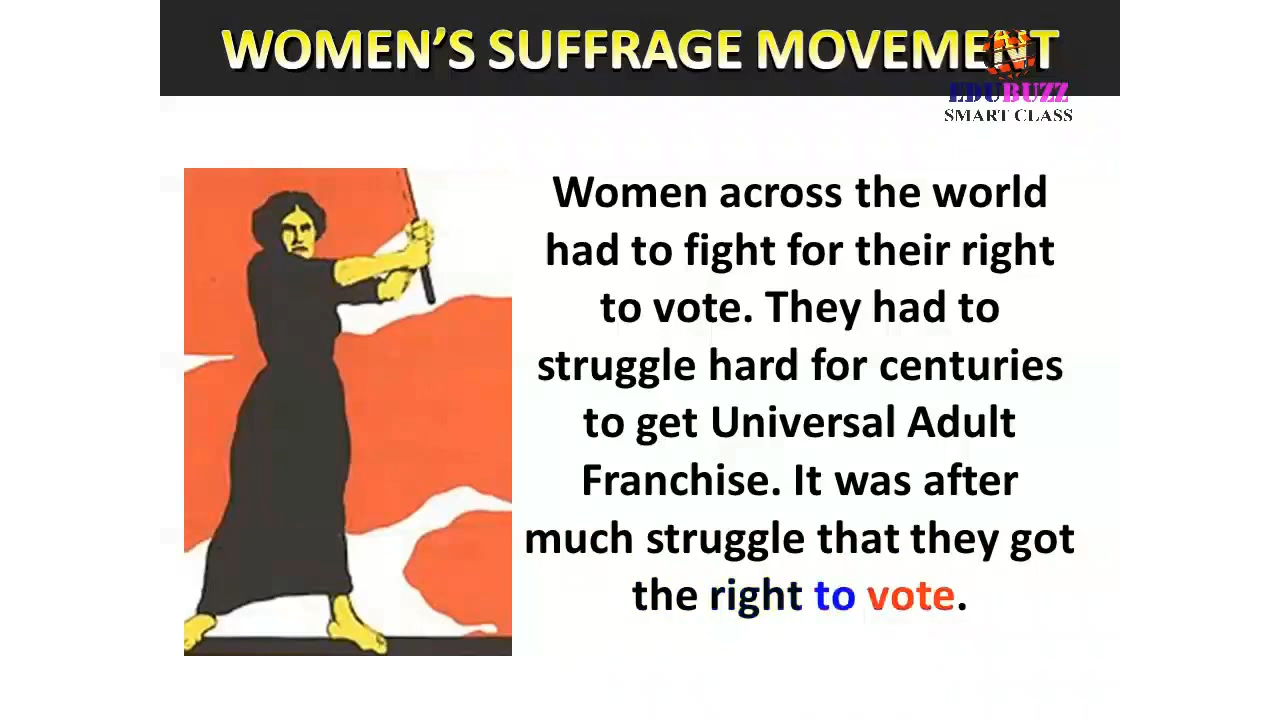 WOMEN’S SUFFRAGE MOVEMENT
EDUBUZZ
SMART CLASS
Women across the world
had to fight for their right
to vote. They had to
struggle hard for centuries
to get Universal Adult
Franchise. It was after
much struggle that they got
the right to vote.